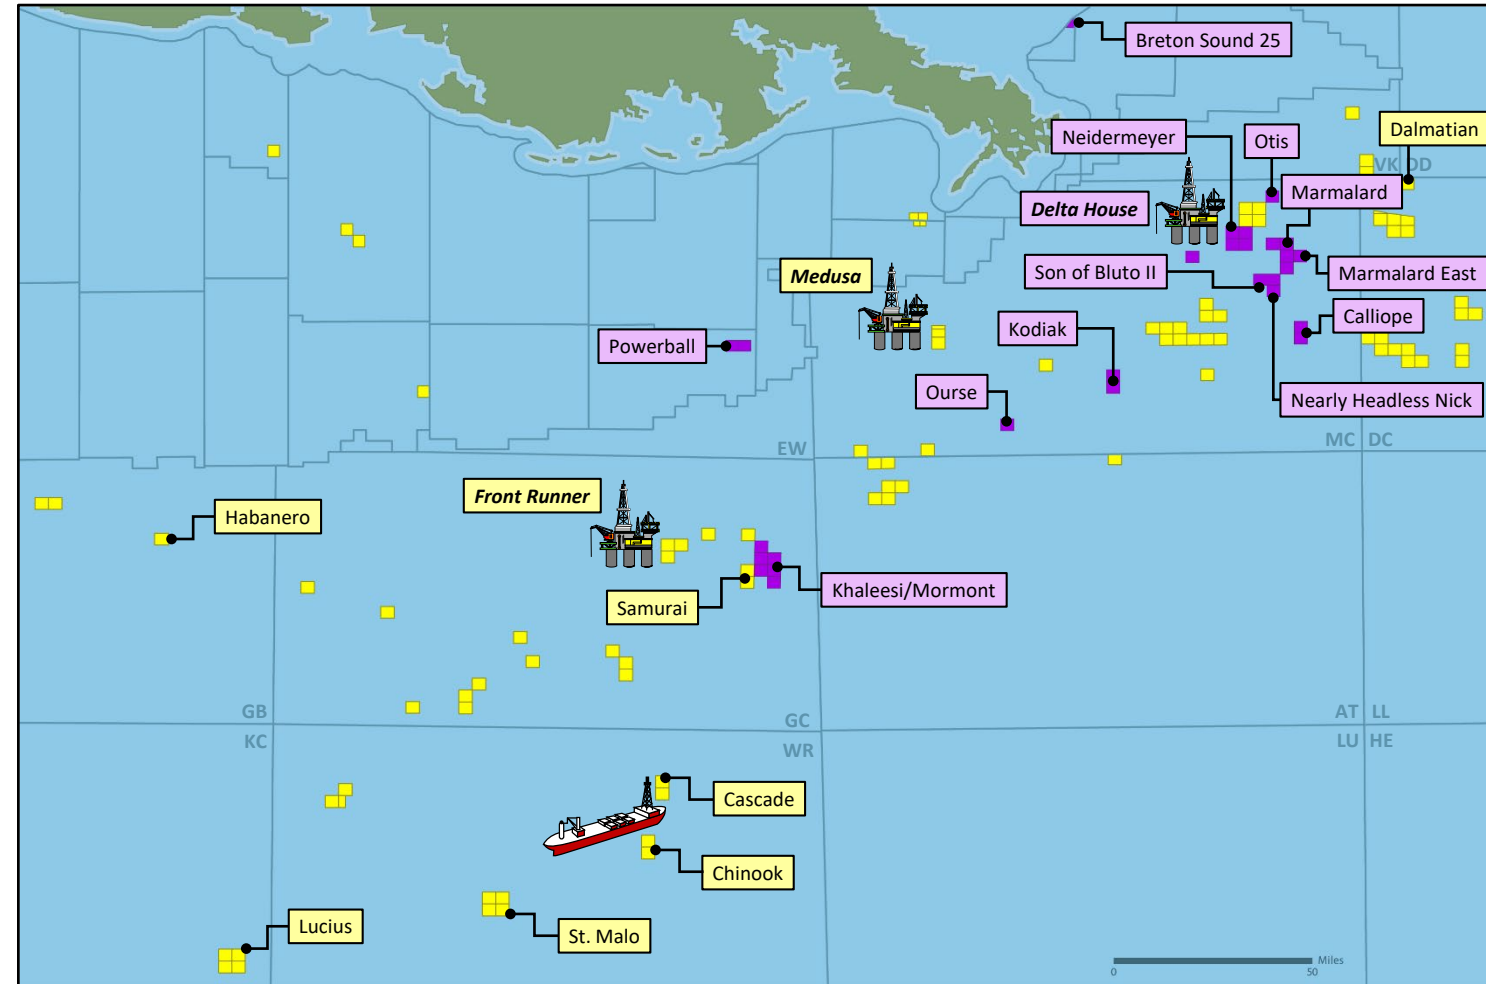 Breton Sound 25
Dalmatian
Neidermeyer
Otis
VK
DD
Marmalard
Delta House
Medusa
Son of Bluto II
Marmalard East
Calliope
Kodiak
Powerball
Ourse
Nearly Headless Nick
EW
MC
DC
Front Runner
Habanero
Samurai
Khaleesi/Mormont
GB
GC
AT
LL
KC
WR
LU
HE
Cascade
Chinook
Lucius
St. Malo
Miles
0
50